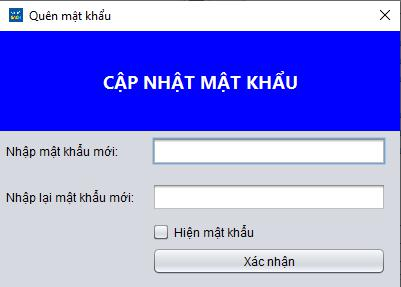 Quên mật khẩu
CẬP NHẬT MẬT KHẨU
Nhập mật khẩu mới:
Nhập lại mật khẩu mới:
Hiện mật khẩu
Xác nhận